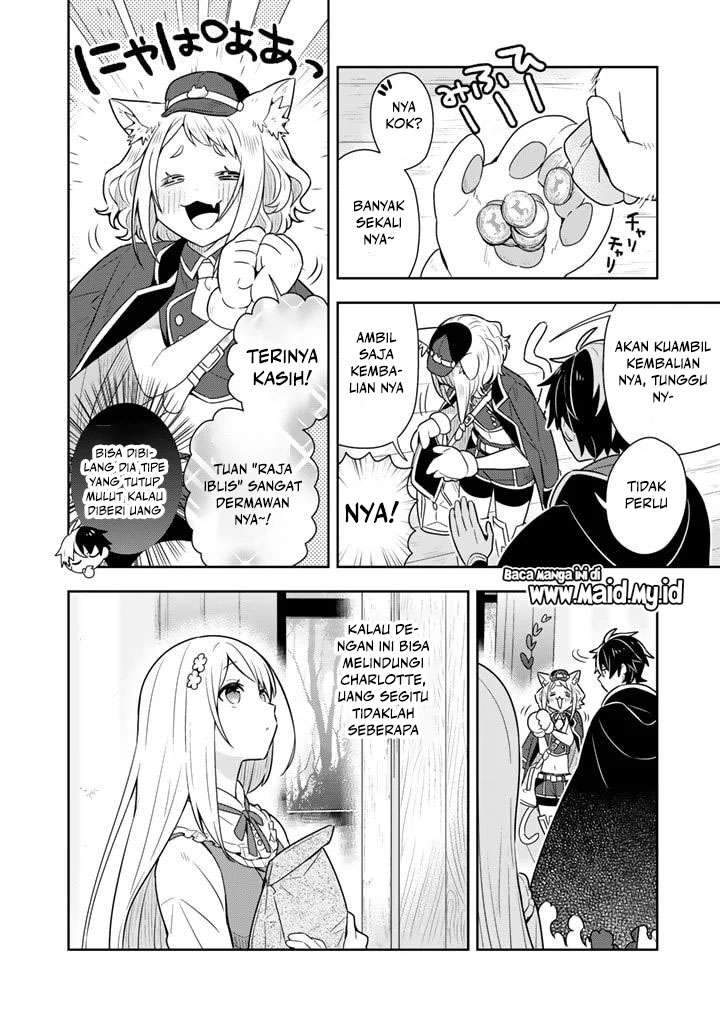 みふひ
NYA
KOK?
BANYAK
SEKALI
NYA~
チャリ
チャリ
AKAN KUAMBIL
KEMBALIAN
NYA, TUNGGU
NY-
AMBIL
SAJA
KEMBA-
LIAN NYA
TIDAK
PERLU
NYA!
にゃぱぁああっ
TERINYA
KASIH!
TUAN "RAJA
IBLIS" SANGAT
DERMAWAN
NYA~!
BISA DIBI-
LANG DIA TIPE
YANG TUTUP
MULUT KALAU
DIBERI UANG
Baca Manga ini di
www.Maid.My.id
KALAU DE-
NGAN INI BISA
MELINDUNGI
CHARLOTTE,
UANG SEGITU
TIDAKLAH
SEBERAPA